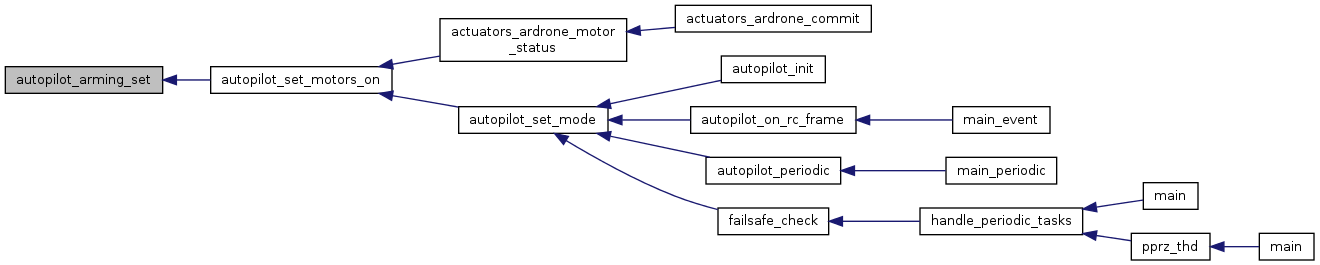 autopilot_arming_set
autopilot_set_motors_on
actuators_ardrone_motor
_status
actuators_ardrone_commit
autopilot_set_mode
autopilot_init
autopilot_on_rc_frame
main_event
autopilot_periodic
main_periodic
failsafe_check
handle_periodic_tasks
main
pprz_thd
main